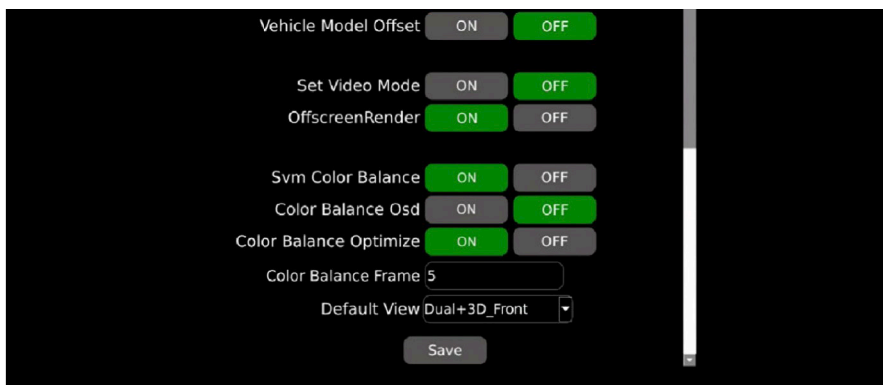 Vehicle Model Offset ON OFF
Set Video Mode ON OFF
OffscreenRender ON OFF
Svm Color Balance ON OFF
Color Balance Osd ON OFF
Color Balance Optimize ON OFF
Color Balance Frame 5
Default View Dual+3D_Front
Save